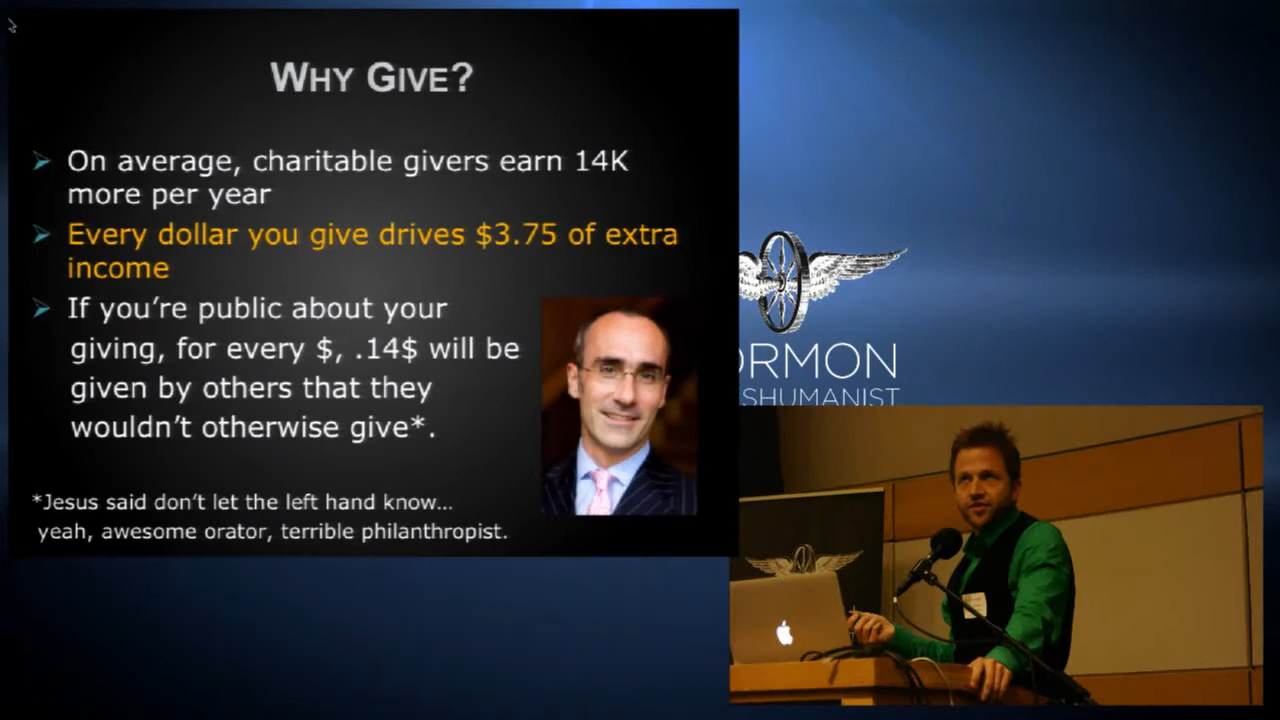 WHY GIVE?
On average, charitable givers earn 14K
more per year
Every dollar you give drives $3.75 of extra
income
If you're public about your
giving, for every $, .14$ will be
given by others that they
wouldn't otherwise give*.
*Jesus said don't let the left hand know...
yeah, awesome orator, terrible philanthropist.
ORMON
SHUMANIST